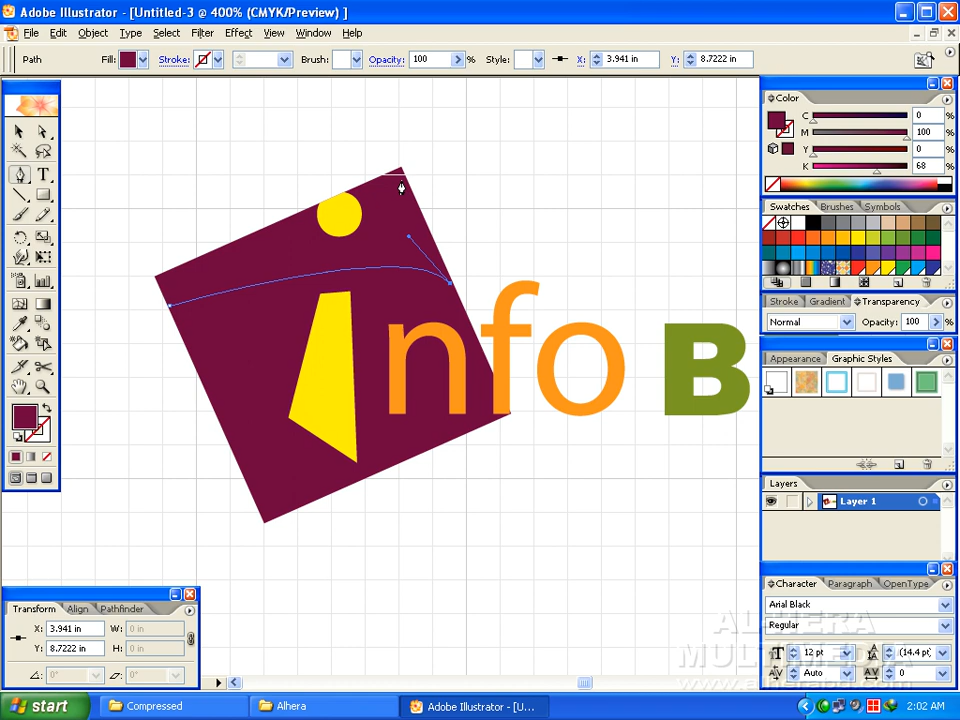 Adobe Illustrator - [Untitled-3 @ 400% (CMYK/Preview) ]
File Edit Object Type Select Filter Effect View Window Help
Path Fill: Stroke: Brush: Opacity: 100 % Style: X: 3.941 in Y: 8.7222 in
Color
C 0 %
M 100 %
Y 0 %
K 68 %
Swatches Brushes Symbols
Stroke Gradient Transparency
Normal Opacity: 100 %
Appearance Graphic Styles
nfo B
Layers
Layer 1
Character Paragraph OpenType
Arial Black
Regular
12 pt (14.4 pt)
Auto 0
Transform Align Pathfinder
X: 3.941 in W: 0 in
Y: 8.7222 in H: 0 in
0° 0°
ALHERA
MULTIMEDIA
start Compressed Alhera Adobe Illustrator - [U... 2:02 AM